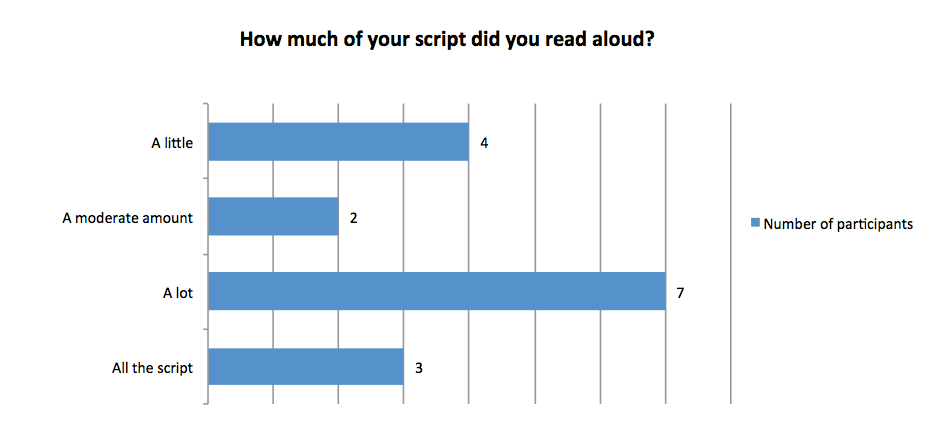 How much of your script did you read aloud?
A little
4
A moderate amount
2
Number of participants
A lot
7
All the script
3